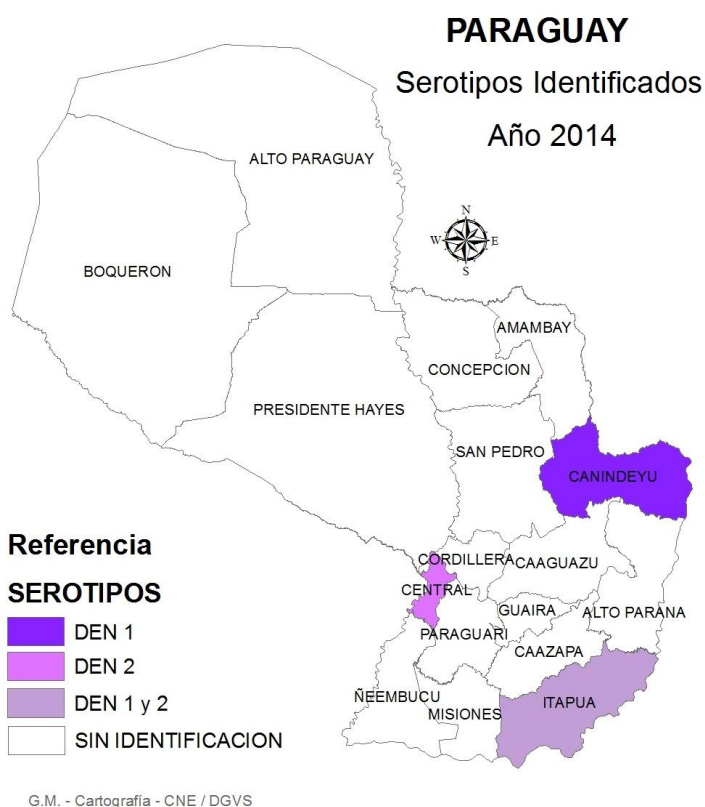 PARAGUAY
Serotipos Identificados
Año 2014
ALTO PARAGUAY
N
W
E
S
BOQUERON
AMAMBAY
CONCEPCION
PRESIDENTE HAYES
SAN PEDRO
CANINDEYU
CORDILLERA
CAAGUAZU
CENTRAL
GUAIRA
ALTO PARANA
PARAGUARI
CAAZAPA
ÑEEMBUCU
MISIONES
ITAPUA
Referencia
SEROTIPOS
DEN 1
DEN 2
DEN 1 y 2
SIN IDENTIFICACION
G.M. - Cartografía - CNE / DGVS